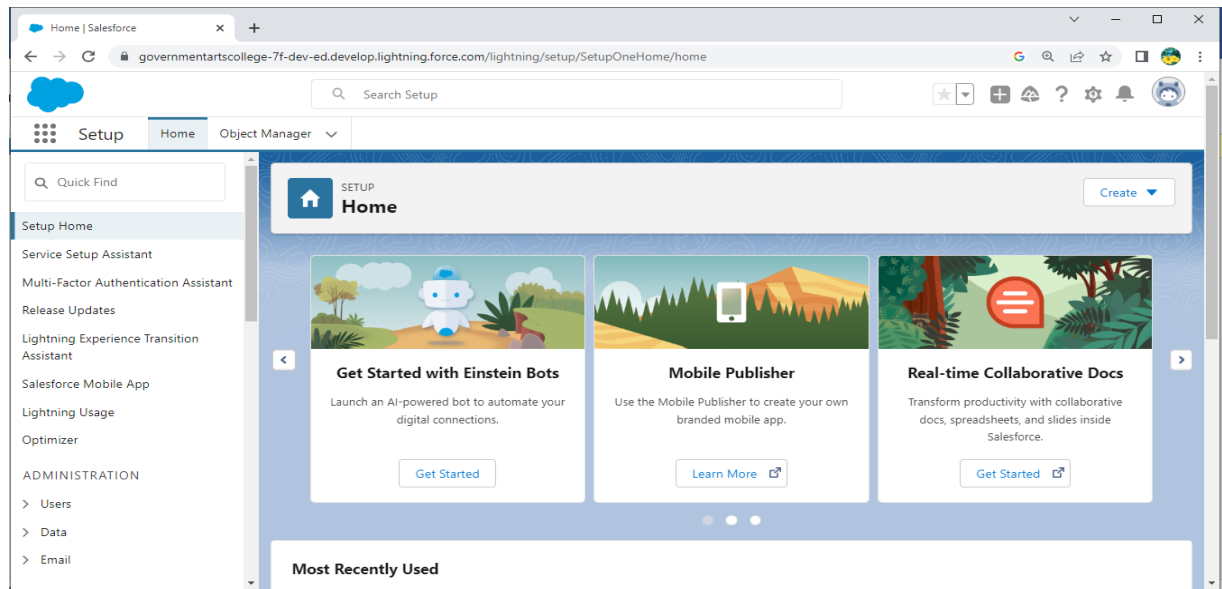 Home | Salesforce
governmentartscollege-7f-dev-ed.develop.lightning.force.com/lightning/setup/SetupOneHome/home
Search Setup
Setup Home Object Manager
Quick Find
Setup Home
Service Setup Assistant
Multi-Factor Authentication Assistant
Release Updates
Lightning Experience Transition
Assistant
Salesforce Mobile App
Lightning Usage
Optimizer
ADMINISTRATION
Users
Data
Email
SETUP
Home
Create
Get Started with Einstein Bots
Launch an AI-powered bot to automate your
digital connections.
Get Started
Mobile Publisher
Use the Mobile Publisher to create your own
branded mobile app.
Learn More
Real-time Collaborative Docs
Transform productivity with collaborative
docs, spreadsheets, and slides inside
Salesforce.
Get Started
Most Recently Used